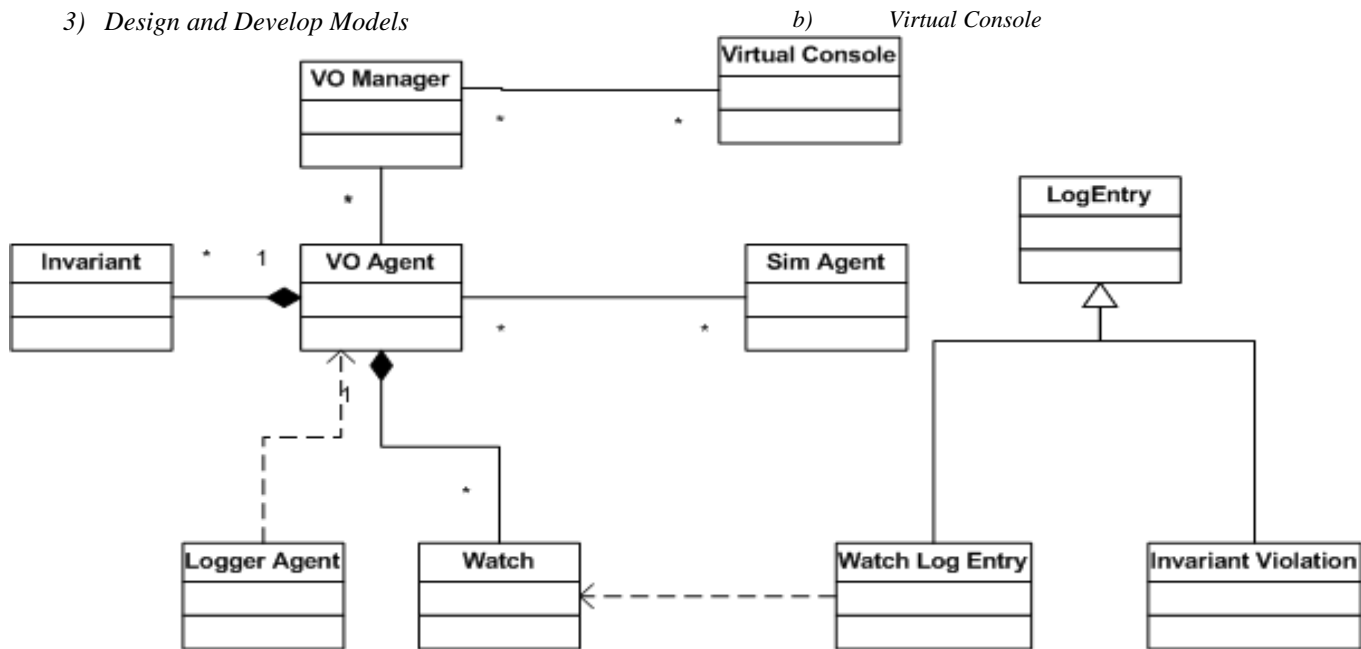 3) Design and Develop Models
b) Virtual Console
Virtual Console
VO Manager
*
*
*
LogEntry
Invariant
*
1
VO Agent
Sim Agent
*
*
1
*
Logger Agent
Watch
Watch Log Entry
Invariant Violation